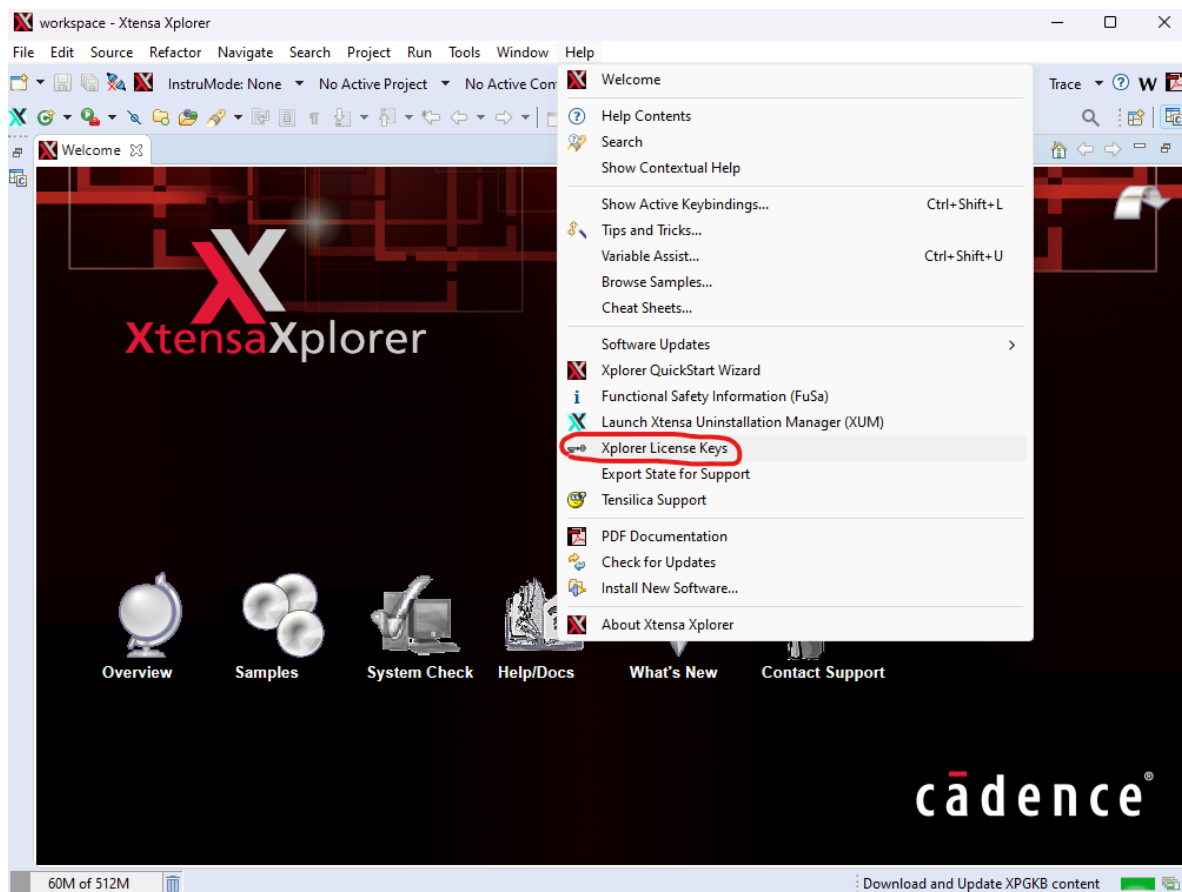 workspace - Xtensa Xplorer
File Edit Source Refactor Navigate Search Project Run Tools Window Help
InstruMode: None No Active Project No Active Con Trace W
Welcome
XtensaXplorer
Welcome
Help Contents
Search
Show Contextual Help
Show Active Keybindings... Ctrl+Shift+L
Tips and Tricks...
Variable Assist... Ctrl+Shift+U
Browse Samples...
Cheat Sheets...
Software Updates
Xplorer QuickStart Wizard
Functional Safety Information (FuSa)
Launch Xtensa Uninstallation Manager (XUM)
Xplorer License Keys
Export State for Support
Tensilica Support
PDF Documentation
Check for Updates
Install New Software...
About Xtensa Xplorer
Overview Samples System Check Help/Docs What's New Contact Support
cādence®
60M of 512M Download and Update XPGKB content